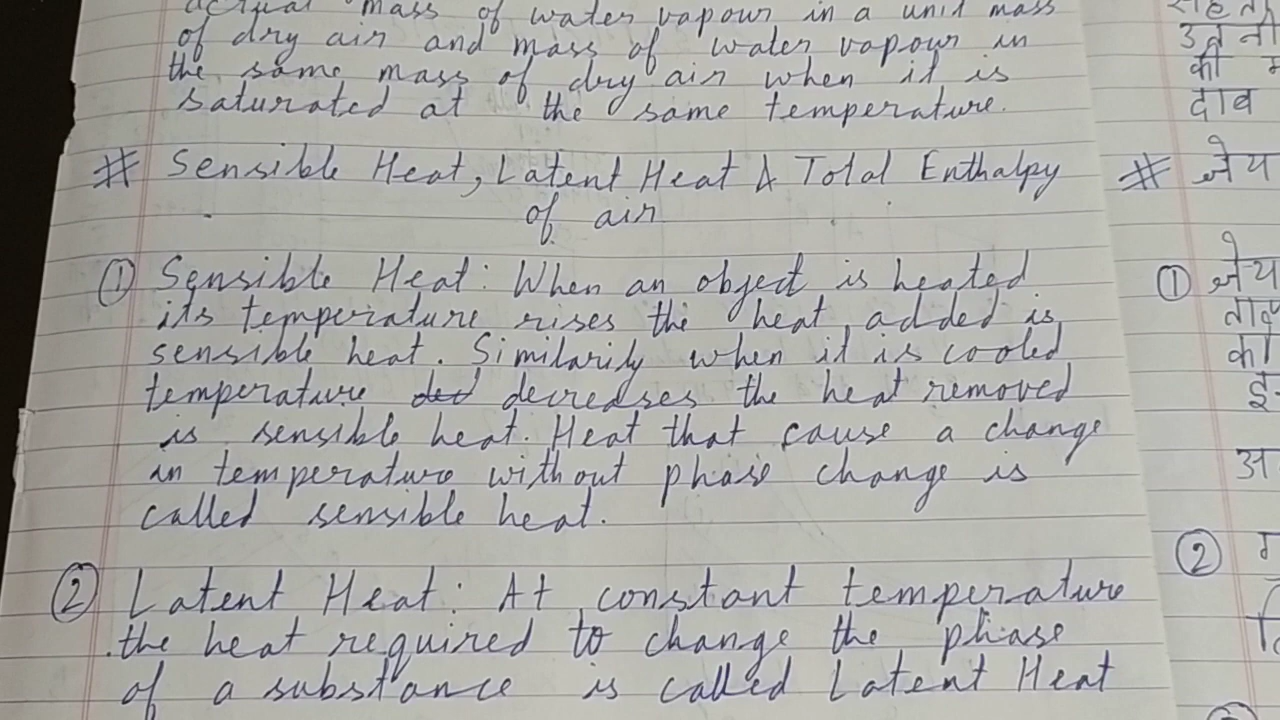 actual mass of water vapour in a unit mass
of dry air and mass of water vapour in
the same mass of dry air when it is
saturated at the same temperature.
# Sensible Heat, Latent Heat & Total Enthalpy
of air
① Sensible Heat: When an object is heated
its temperature rises the heat added is
sensible heat. Similarily when it is cooled
temperature decreases the heat removed
is sensible heat. Heat that cause a change
in temperature without phase change is
called sensible heat.
② Latent Heat: At constant temperature
the heat required to change the phase
of a substance is called Latent Heat
की
दाब
#
①
की
②